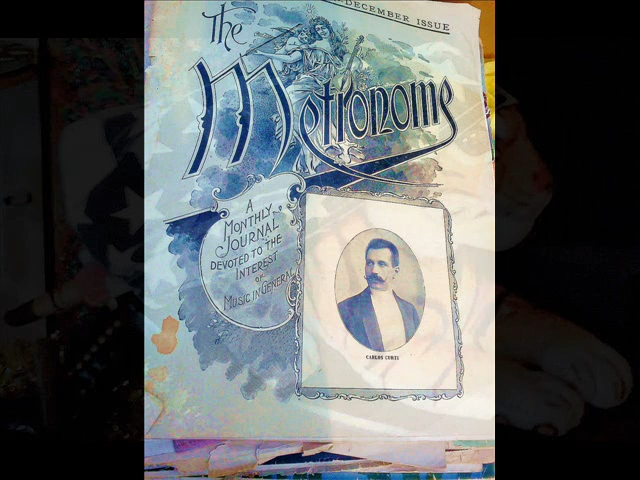 DECEMBER ISSUE
The
Metronome
A
MONTHLY
JOURNAL
DEVOTED TO THE
INTEREST
OF
MUSIC IN GENERAL
CARLOS CURTI